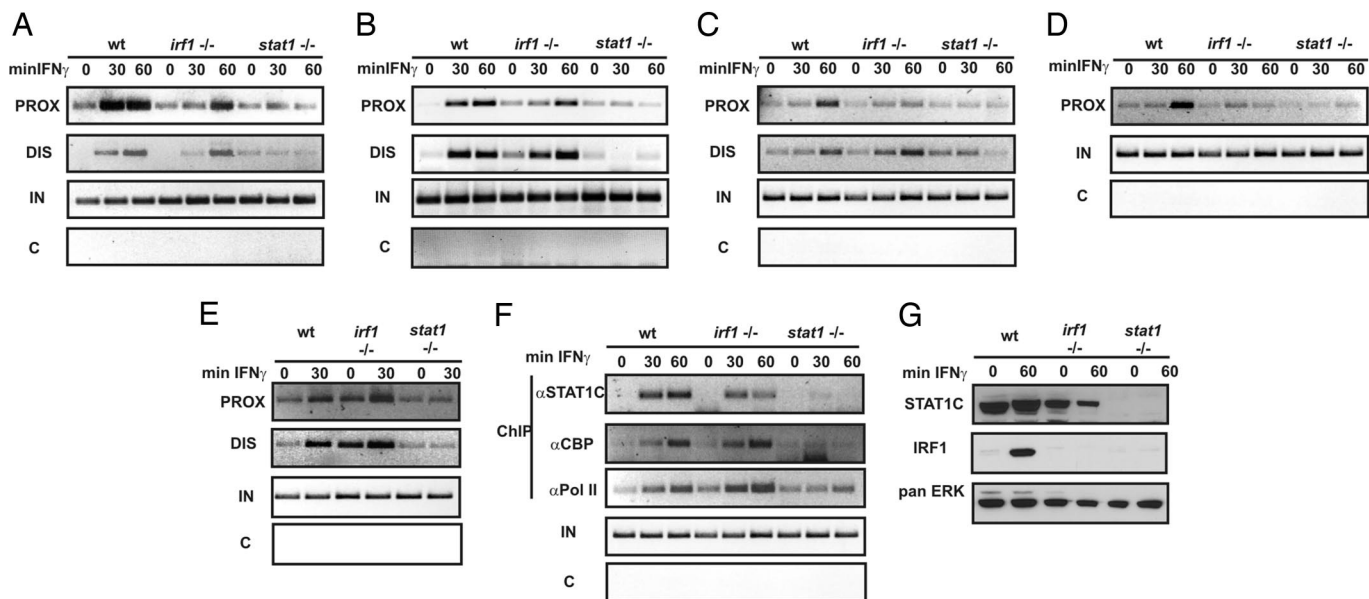 A
wt irf1 -/- stat1 -/-
minIFNγ 0 30 60 0 30 60 0 30 60
PROX
DIS
IN
C
B
wt irf1 -/- stat1 -/-
minIFNγ 0 30 60 0 30 60 0 30 60
PROX
DIS
IN
C
C
wt irf1 -/- stat1 -/-
minIFNγ 0 30 60 0 30 60 0 30 60
PROX
DIS
IN
C
D
wt irf1 -/- stat1 -/-
minIFNγ 0 30 60 0 30 60 0 30 60
PROX
IN
C
E
wt irf1 stat1
-/- -/-
min IFNγ 0 30 0 30 0 30
PROX
DIS
IN
C
F
wt irf1 -/- stat1 -/-
min IFNγ 0 30 60 0 30 60 0 30 60
αSTAT1C
ChIP
αCBP
αPol II
IN
C
G
wt irf1 stat1
-/- -/-
min IFNγ 0 60 0 60 0 60
STAT1C
IRF1
pan ERK